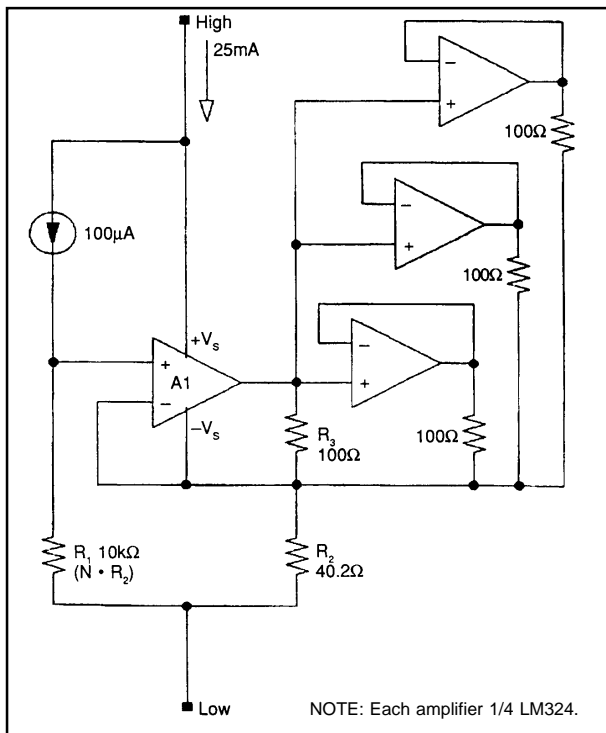 High
25mA
−
+
100Ω
−
+
100Ω
100µA
+Vs
+
A1
−
−Vs
−
+
R3
100Ω
100Ω
R1 10kΩ
(N • R2)
R2
40.2Ω
Low
NOTE: Each amplifier 1/4 LM324.